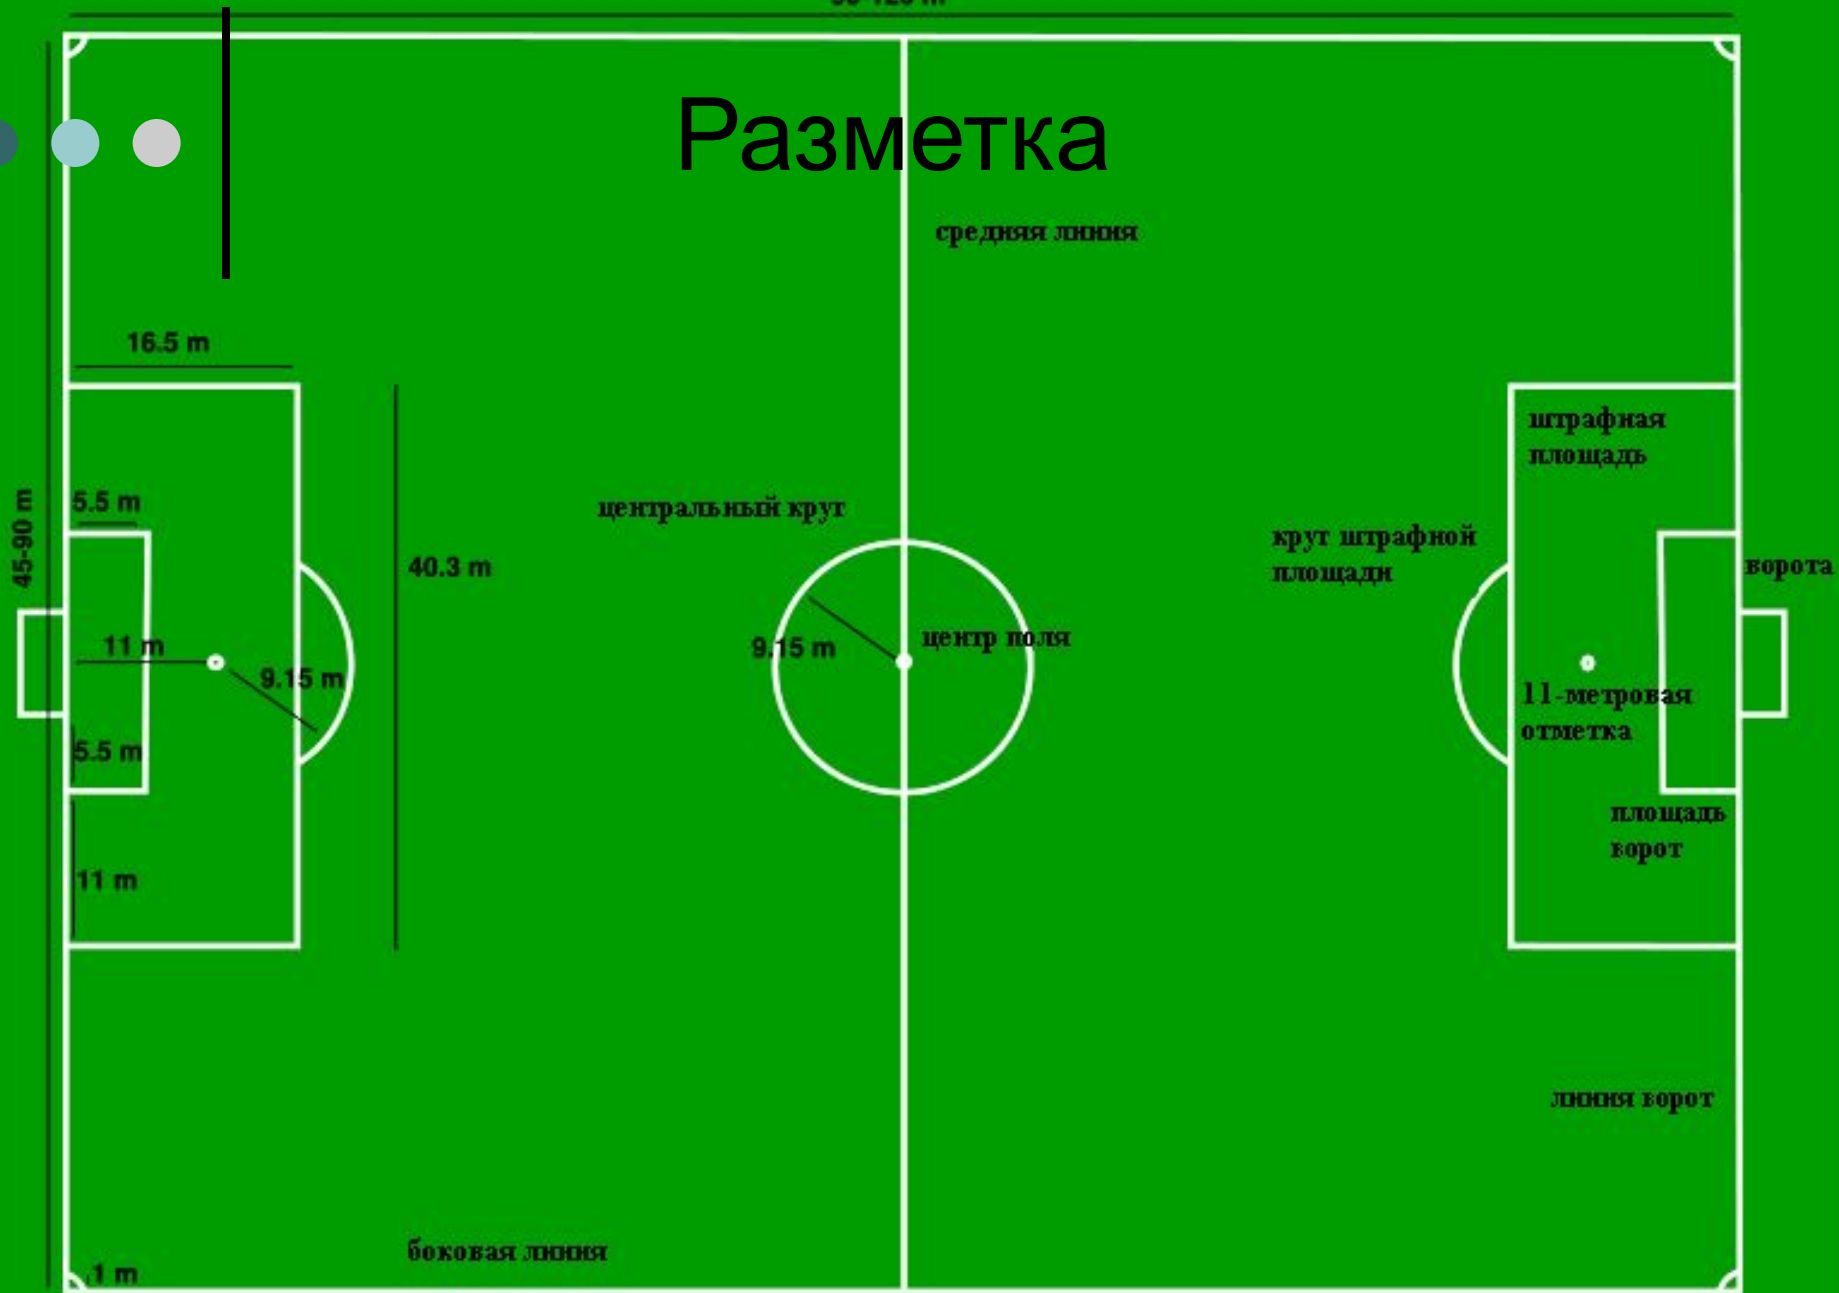 Разметка
средняя линия
16.5 m
штрафная
площадь
5.5 m
центральный круг
круг штрафной
площади
45-90 m
40.3 m
ворота
11 m
9.15 m
центр поля
9.15 m
11-метровая
отметка
5.5 m
площадь
ворот
11 m
линия ворот
боковая линия
1 m